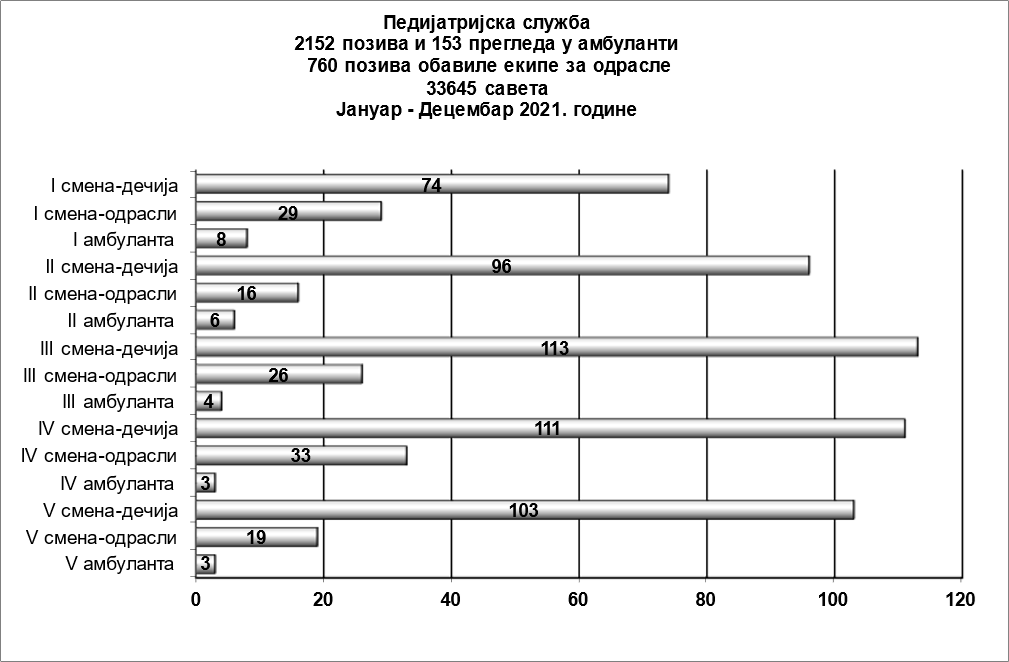 Педијатријска служба
2152 позива и 153 прегледа у амбуланти
760 позива обавиле екипе за одрасле
33645 савета
Јануар - Децембар 2021. године
I смена-дечија 74
I смена-одрасли 29
I амбуланта 8
II смена-дечија 96
II смена-одрасли 16
II амбуланта 6
III смена-дечија 113
III смена-одрасли 26
III амбуланта 4
IV смена-дечија 111
IV смена-одрасли 33
IV амбуланта 3
V смена-дечија 103
V смена-одрасли 19
V амбуланта 3
0 20 40 60 80 100 120